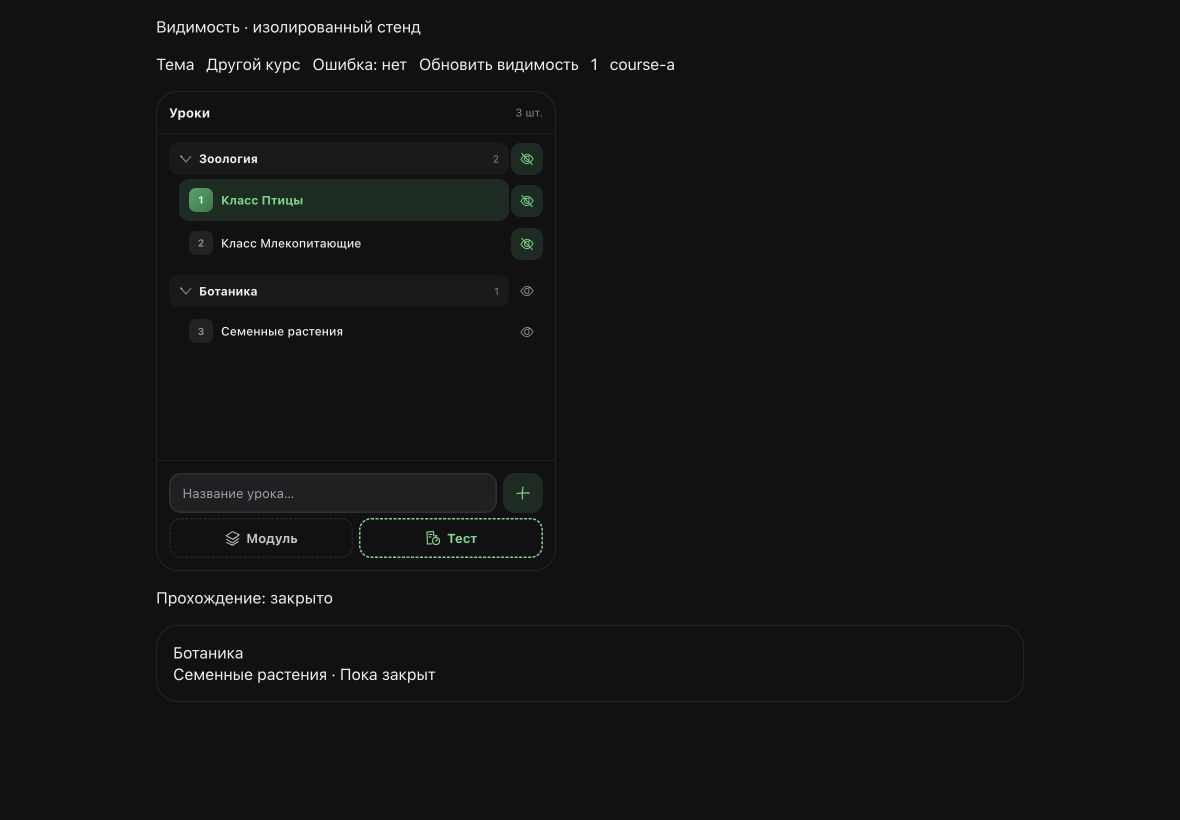 Видимость · изолированный стенд
Тема Другой курс Ошибка: нет Обновить видимость 1 course-a
Уроки 3 шт.
Зоология 2
1 Класс Птицы
2 Класс Млекопитающие
Ботаника 1
3 Семенные растения
Название урока...
Модуль Тест
Прохождение: закрыто
Ботаника
Семенные растения · Пока закрыт